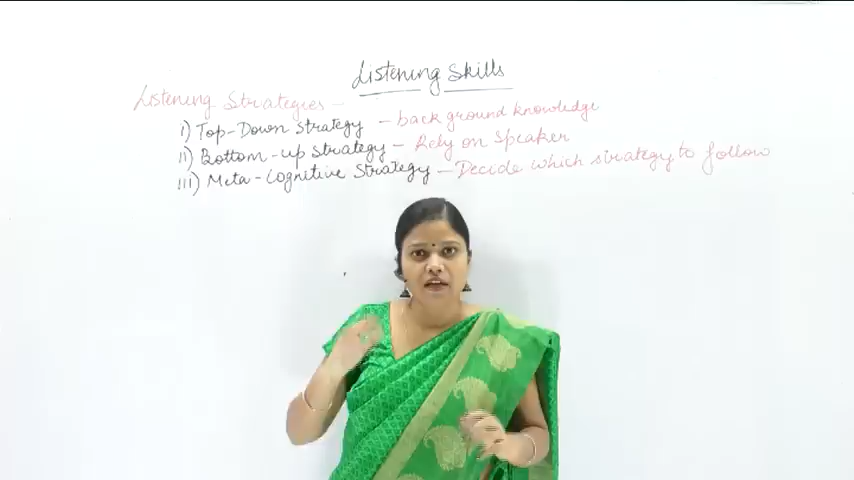 Listening Skills
Listening Strategies -
i) Top-Down Strategy - back ground knowledge
ii) Bottom-up Strategy - Rely on Speaker
iii) Meta-Cognitive Strategy - Decide which strategy to follow